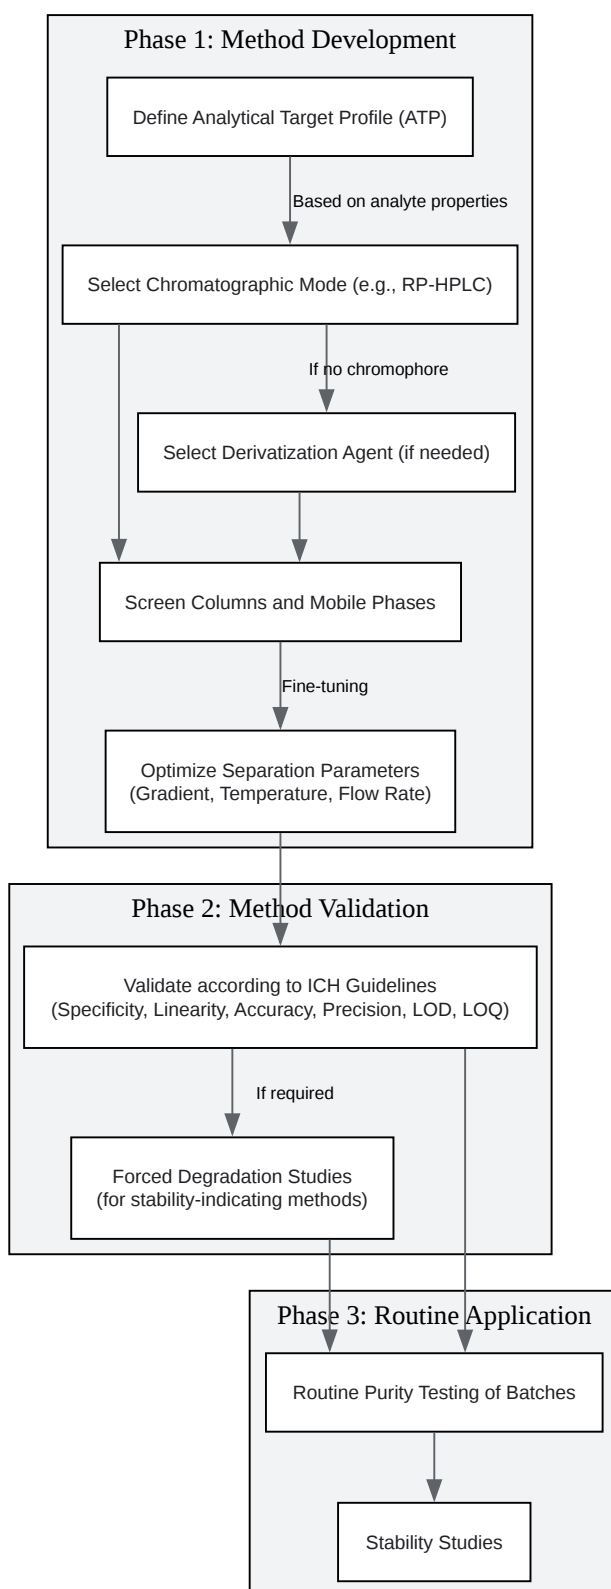 Phase 1: Method Development
Define Analytical Target Profile (ATP)
Based on analyte properties
Select Chromatographic Mode (e.g., RP-HPLC)
If no chromophore
Select Derivatization Agent (if needed)
Screen Columns and Mobile Phases
Fine-tuning
Optimize Separation Parameters
(Gradient, Temperature, Flow Rate)
Phase 2: Method Validation
Validate according to ICH Guidelines
(Specificity, Linearity, Accuracy, Precision, LOD, LOQ)
If required
Forced Degradation Studies
(for stability-indicating methods)
Phase 3: Routine Application
Routine Purity Testing of Batches
Stability Studies